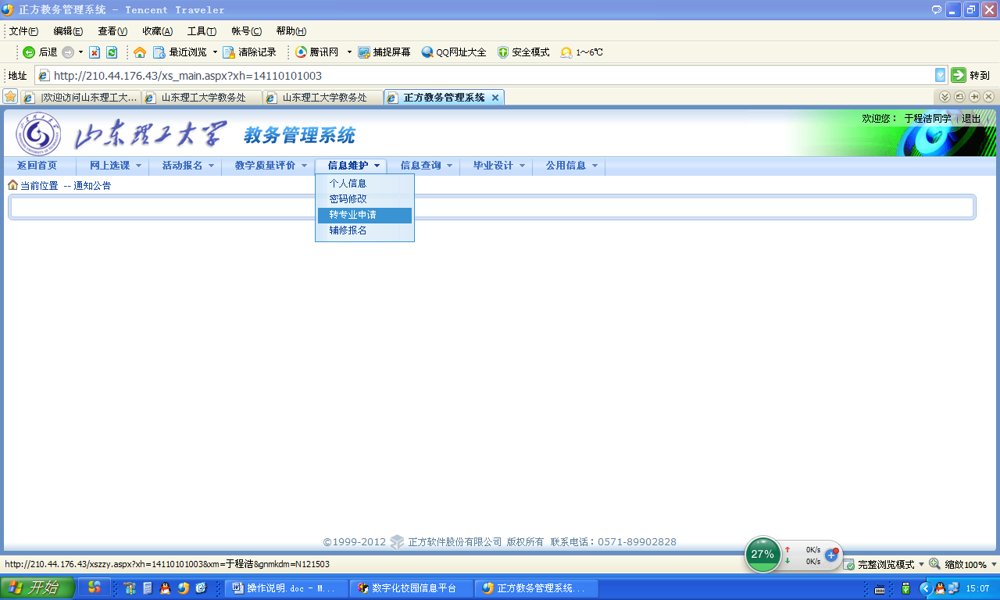 正方教务管理系统 - Tencent Traveler
文件(F) 编辑(E) 查看(V) 收藏(A) 工具(T) 帐号(C) 帮助(H)
后退 最近浏览 清除记录 腾讯网 捕捉屏幕 QQ网址大全 安全模式 1~6℃
地址 http://210.44.176.43/xs_main.aspx?xh=14110101003 转到
|欢迎访问山东理工大... 山东理工大学教务处 山东理工大学教务处 正方教务管理系统
山东理工大学 教务管理系统 欢迎您： 于程浩同学 退出
返回首页 网上选课 活动报名 教学质量评价 信息维护 信息查询 毕业设计 公用信息
当前位置 -- 通知公告
个人信息
密码修改
转专业申请
辅修报名
©1999-2012 正方软件股份有限公司 版权所有 联系电话：0571-89902828
27% 0K/s
0K/s
http://210.44.176.43/xszzy.aspx?xh=14110101003&xm=于程浩&gnmkdm=N121503 完整浏览模式 缩放100%
开始 操作说明.doc - M... 数字化校园信息平台 正方教务管理系统... 15:07